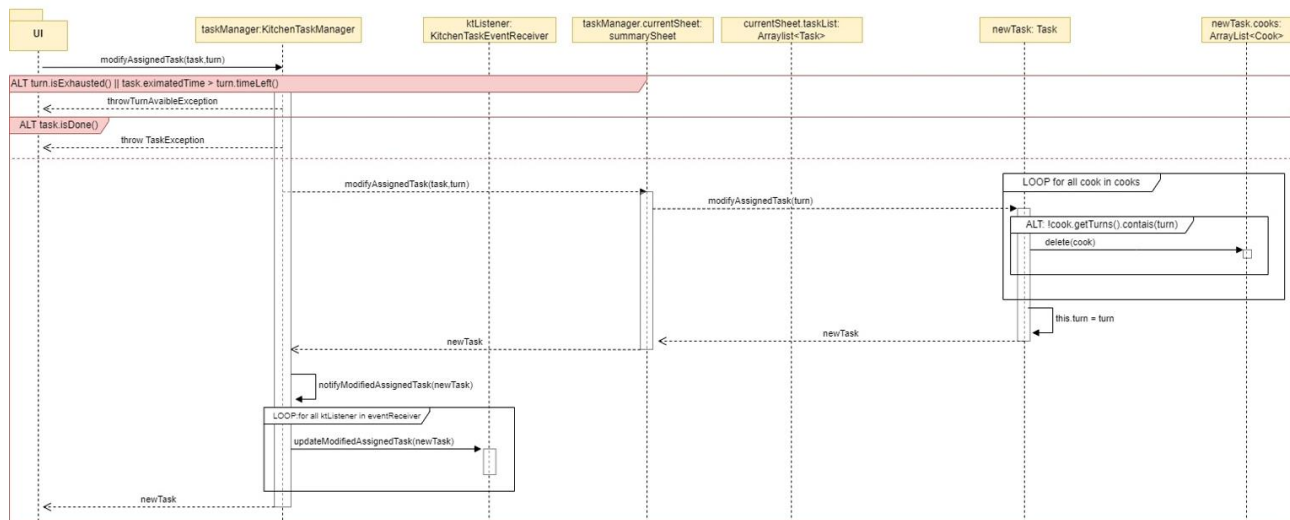 UI
taskManager:KitchenTaskManager
ktListener:
KitchenTaskEventReceiver
taskManager.currentSheet:
summarySheet
currentSheet.taskList:
Arraylist<Task>
newTask: Task
newTask.cooks:
ArrayList<Cook>
modifyAssignedTask(task,turn)
ALT turn.isExhausted() || task.eximatedTime > turn.timeLeft()
throwTurnAvaibleException
ALT task.isDone()
throw TaskException
modifyAssignedTask(task,turn)
LOOP for all cook in cooks
modifyAssignedTask(turn)
ALT: !cook.getTurns().contais(turn)
delete(cook)
this.turn = turn
newTask
newTask
notifyModifiedAssignedTask(newTask)
LOOP:for all ktListener in eventReceiver
updateModifiedAssignedTask(newTask)
newTask